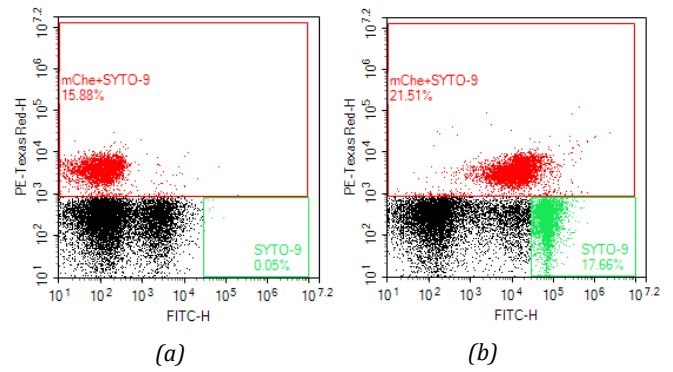 10^7.2
10^6
10^5
10^4
10^3
10^2
10^1
PE-Texas Red-H
mChe+SYTO-9
15.88%
SYTO-9
0.05%
10^1 10^2 10^3 10^4 10^5 10^6 10^7.2
FITC-H
(a)
10^7.2
10^6
10^5
10^4
10^3
10^2
10^1
PE-Texas Red-H
mChe+SYTO-9
21.51%
SYTO-9
17.66%
10^1 10^2 10^3 10^4 10^5 10^6 10^7.2
FITC-H
(b)